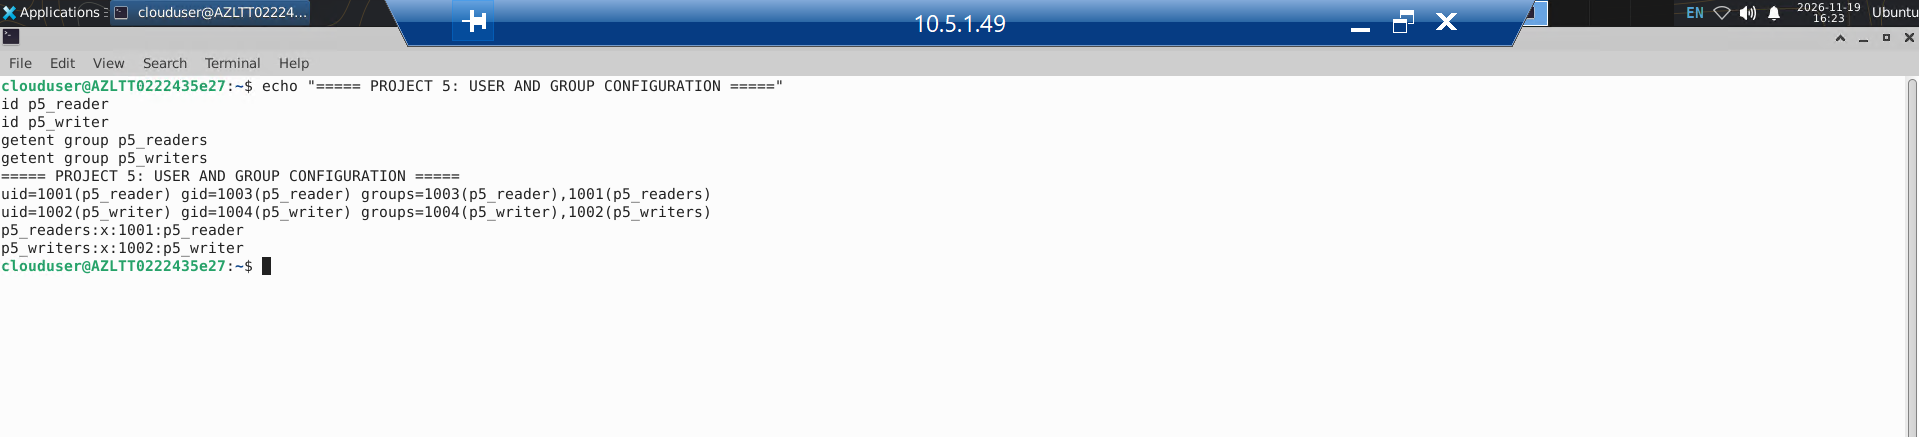 Applications
clouduser@AZLTT02224...
10.5.1.49
EN
2026-11-19
16:23
Ubuntu
File Edit View Search Terminal Help
clouduser@AZLTT0222435e27:~$ echo "===== PROJECT 5: USER AND GROUP CONFIGURATION ====="
id p5_reader
id p5_writer
getent group p5_readers
getent group p5_writers
===== PROJECT 5: USER AND GROUP CONFIGURATION =====
uid=1001(p5_reader) gid=1003(p5_reader) groups=1003(p5_reader),1001(p5_readers)
uid=1002(p5_writer) gid=1004(p5_writer) groups=1004(p5_writer),1002(p5_writers)
p5_readers:x:1001:p5_reader
p5_writers:x:1002:p5_writer
clouduser@AZLTT0222435e27:~$